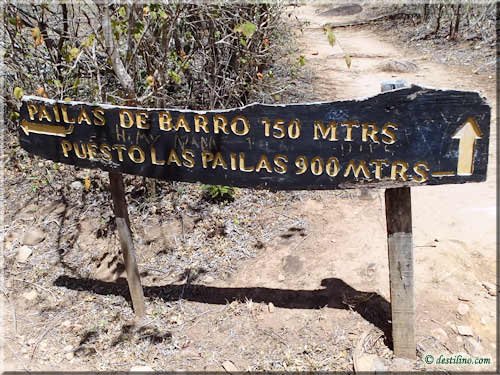 PAILAS DE BARRO 150 MTRS
PUESTO LAS PAILAS 900 MTRS
© destilino.com